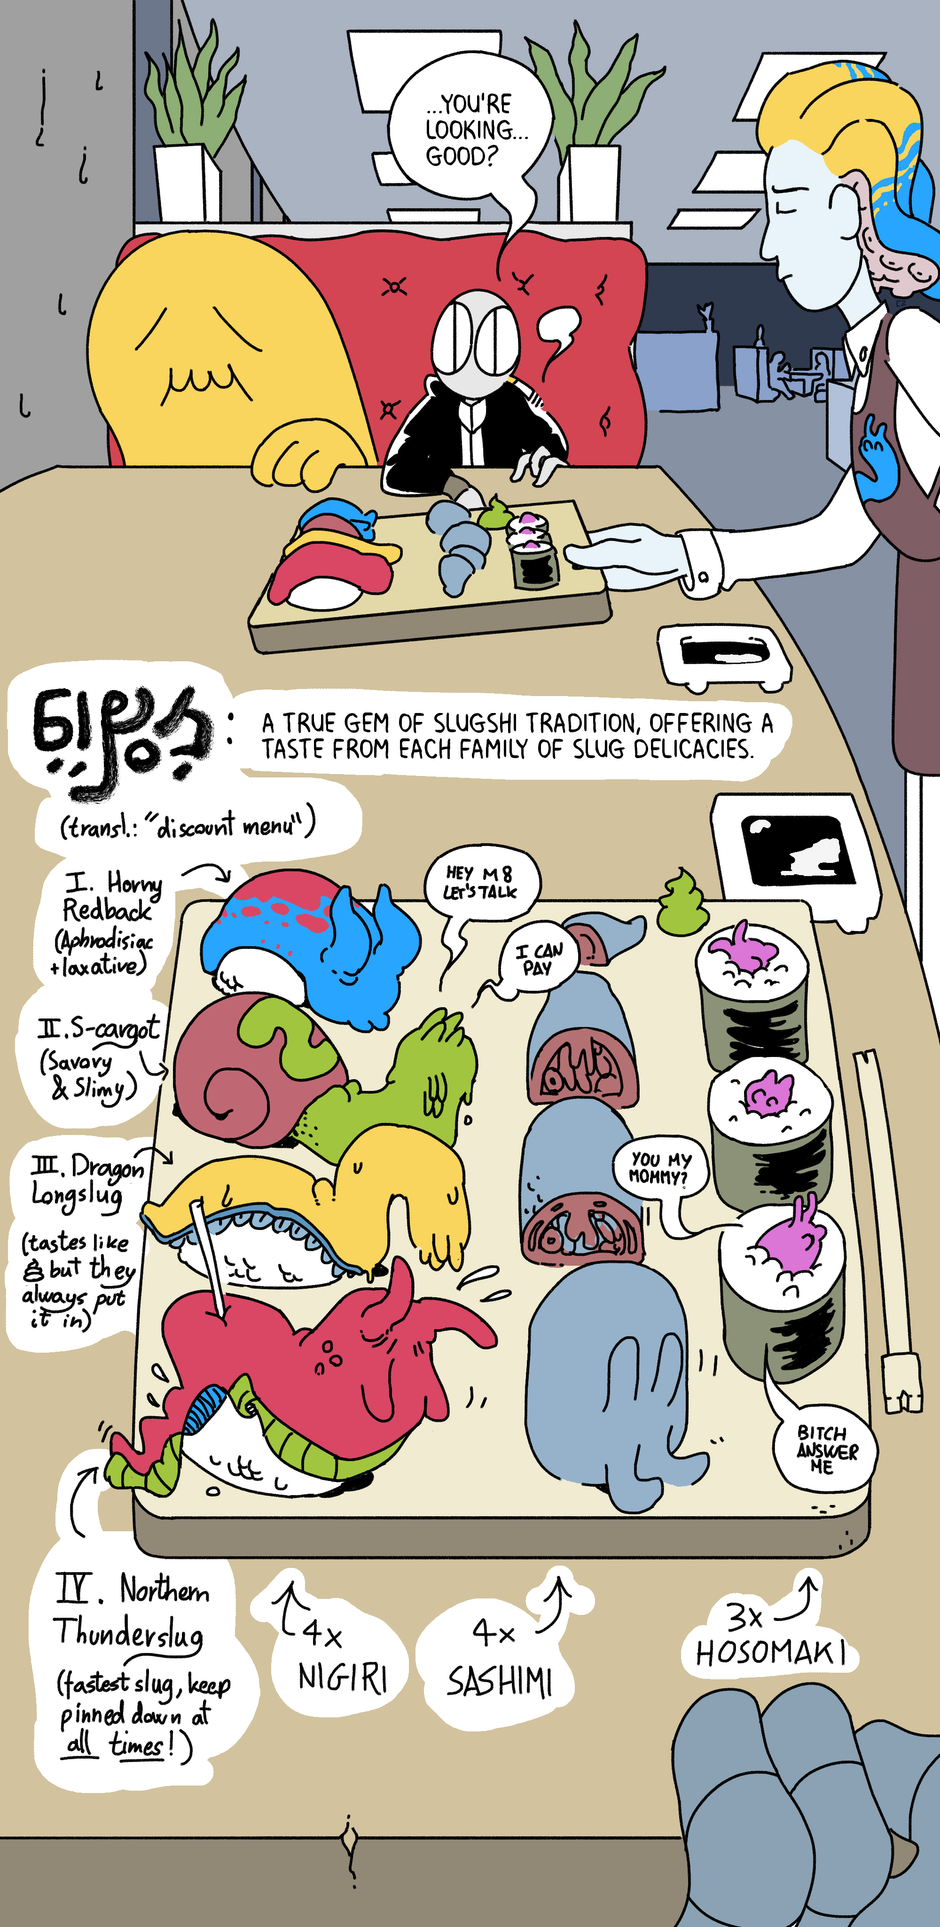 ...YOU'RE
LOOKING...
GOOD?
:
A TRUE GEM OF SLUGSHI TRADITION, OFFERING A
TASTE FROM EACH FAMILY OF SLUG DELICACIES.
(transl.: "discount menu")
I. Horny
Redback
(Aphrodisiac
+laxative)
HEY M8
LET'S TALK
I CAN
PAY
II. S-cargot
(Savory
& Slimy)
III. Dragon
Longslug
(tastes like
but they
always put
it in)
YOU MY
MOMMY?
BITCH
ANSWER
ME
IV. Northern
Thunderslug
(fastest slug, keep
pinned down at
all times!)
4x
NIGIRI
4x
SASHIMI
3x
HOSOMAKI